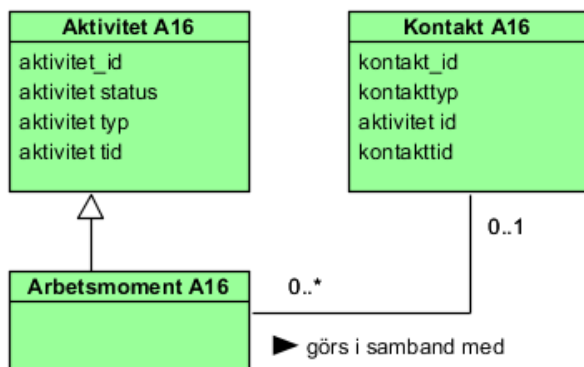 Aktivitet A16
aktivitet_id
aktivitet status
aktivitet typ
aktivitet tid
Kontakt A16
kontakt_id
kontakttyp
aktivitet id
kontakttid
0..1
Arbetsmoment A16
0..*
görs i samband med